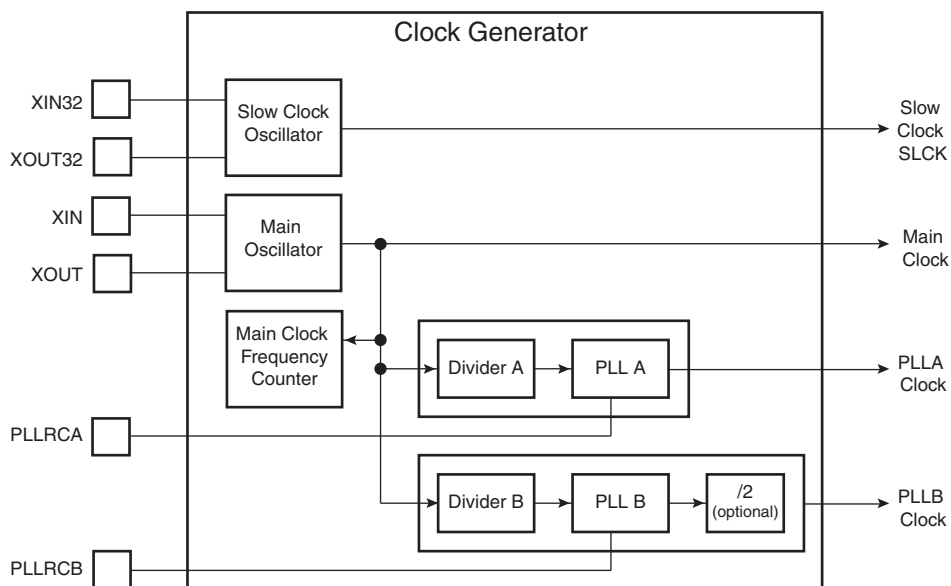 Clock Generator
XIN32
XOUT32
Slow Clock
Oscillator
Slow
Clock
SLCK
XIN
XOUT
Main
Oscillator
Main
Clock
Main Clock
Frequency
Counter
Divider A
PLL A
PLLA
Clock
PLLRCA
Divider B
PLL B
/2
(optional)
PLLB
Clock
PLLRCB